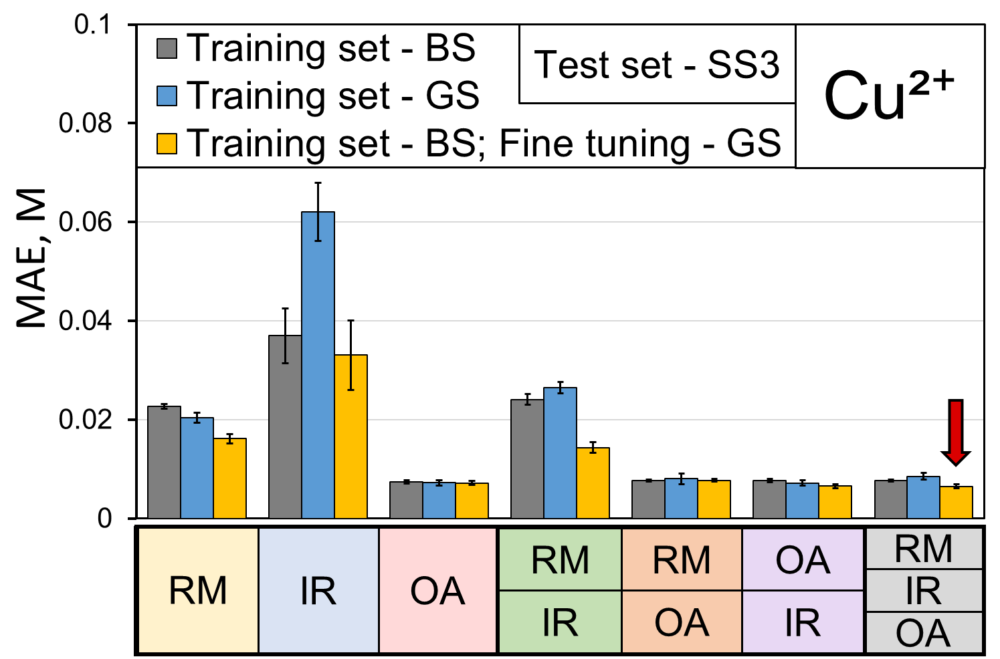 0.1
0.08
0.06
0.04
0.02
0
MAE, M
Training set - BS
Training set - GS
Training set - BS; Fine tuning - GS
Test set - SS3
Cu²⁺
RM
IR
OA
RM
IR
RM
OA
OA
IR
RM
IR
OA